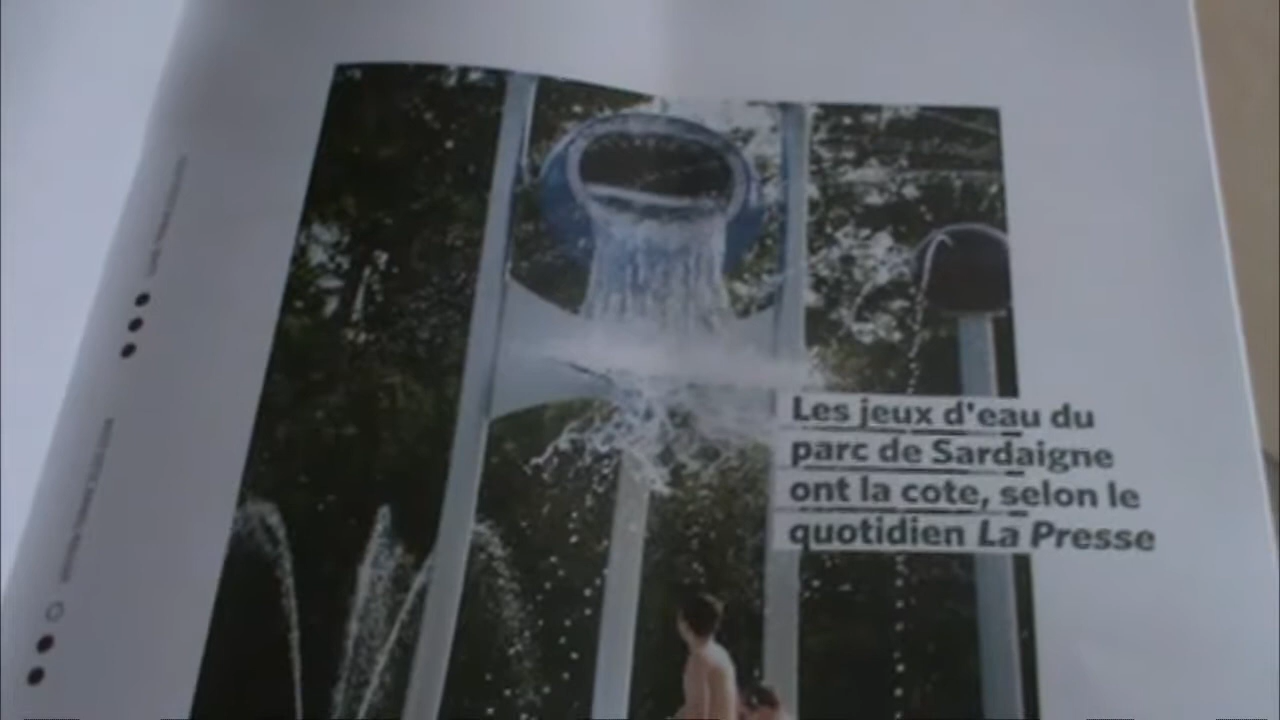 Les jeux d'eau du
parc de Sardaigne
ont la cote, selon le
quotidien La Presse